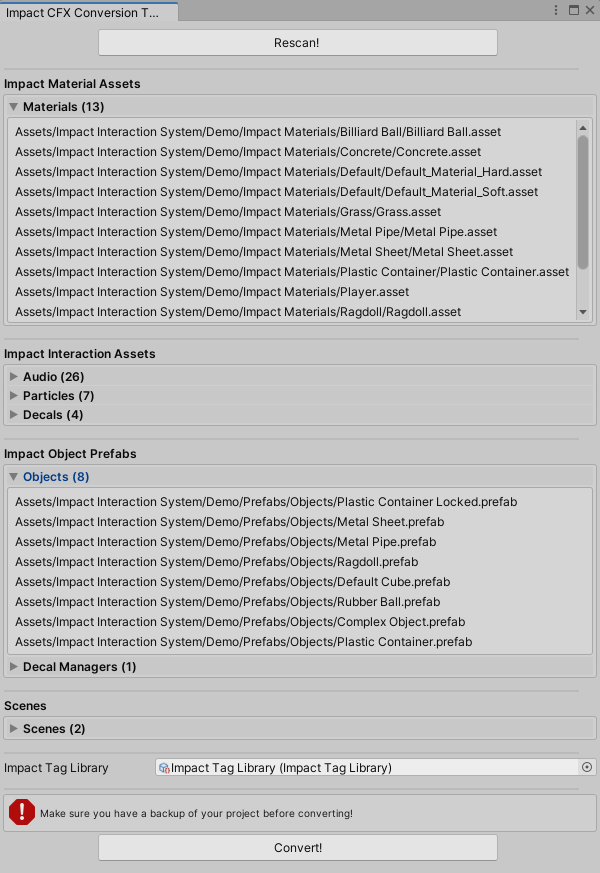 Impact CFX Conversion T...
Rescan!
Impact Material Assets
Materials (13)
Assets/Impact Interaction System/Demo/Impact Materials/Billiard Ball/Billiard Ball.asset
Assets/Impact Interaction System/Demo/Impact Materials/Concrete/Concrete.asset
Assets/Impact Interaction System/Demo/Impact Materials/Default/Default_Material_Hard.asset
Assets/Impact Interaction System/Demo/Impact Materials/Default/Default_Material_Soft.asset
Assets/Impact Interaction System/Demo/Impact Materials/Grass/Grass.asset
Assets/Impact Interaction System/Demo/Impact Materials/Metal Pipe/Metal Pipe.asset
Assets/Impact Interaction System/Demo/Impact Materials/Metal Sheet/Metal Sheet.asset
Assets/Impact Interaction System/Demo/Impact Materials/Plastic Container/Plastic Container.asset
Assets/Impact Interaction System/Demo/Impact Materials/Player.asset
Assets/Impact Interaction System/Demo/Impact Materials/Ragdoll/Ragdoll.asset
Impact Interaction Assets
Audio (26)
Particles (7)
Decals (4)
Impact Object Prefabs
Objects (8)
Assets/Impact Interaction System/Demo/Prefabs/Objects/Plastic Container Locked.prefab
Assets/Impact Interaction System/Demo/Prefabs/Objects/Metal Sheet.prefab
Assets/Impact Interaction System/Demo/Prefabs/Objects/Metal Pipe.prefab
Assets/Impact Interaction System/Demo/Prefabs/Objects/Ragdoll.prefab
Assets/Impact Interaction System/Demo/Prefabs/Objects/Default Cube.prefab
Assets/Impact Interaction System/Demo/Prefabs/Objects/Rubber Ball.prefab
Assets/Impact Interaction System/Demo/Prefabs/Objects/Complex Object.prefab
Assets/Impact Interaction System/Demo/Prefabs/Objects/Plastic Container.prefab
Decal Managers (1)
Scenes
Scenes (2)
Impact Tag Library Impact Tag Library (Impact Tag Library)
Make sure you have a backup of your project before converting!
Convert!